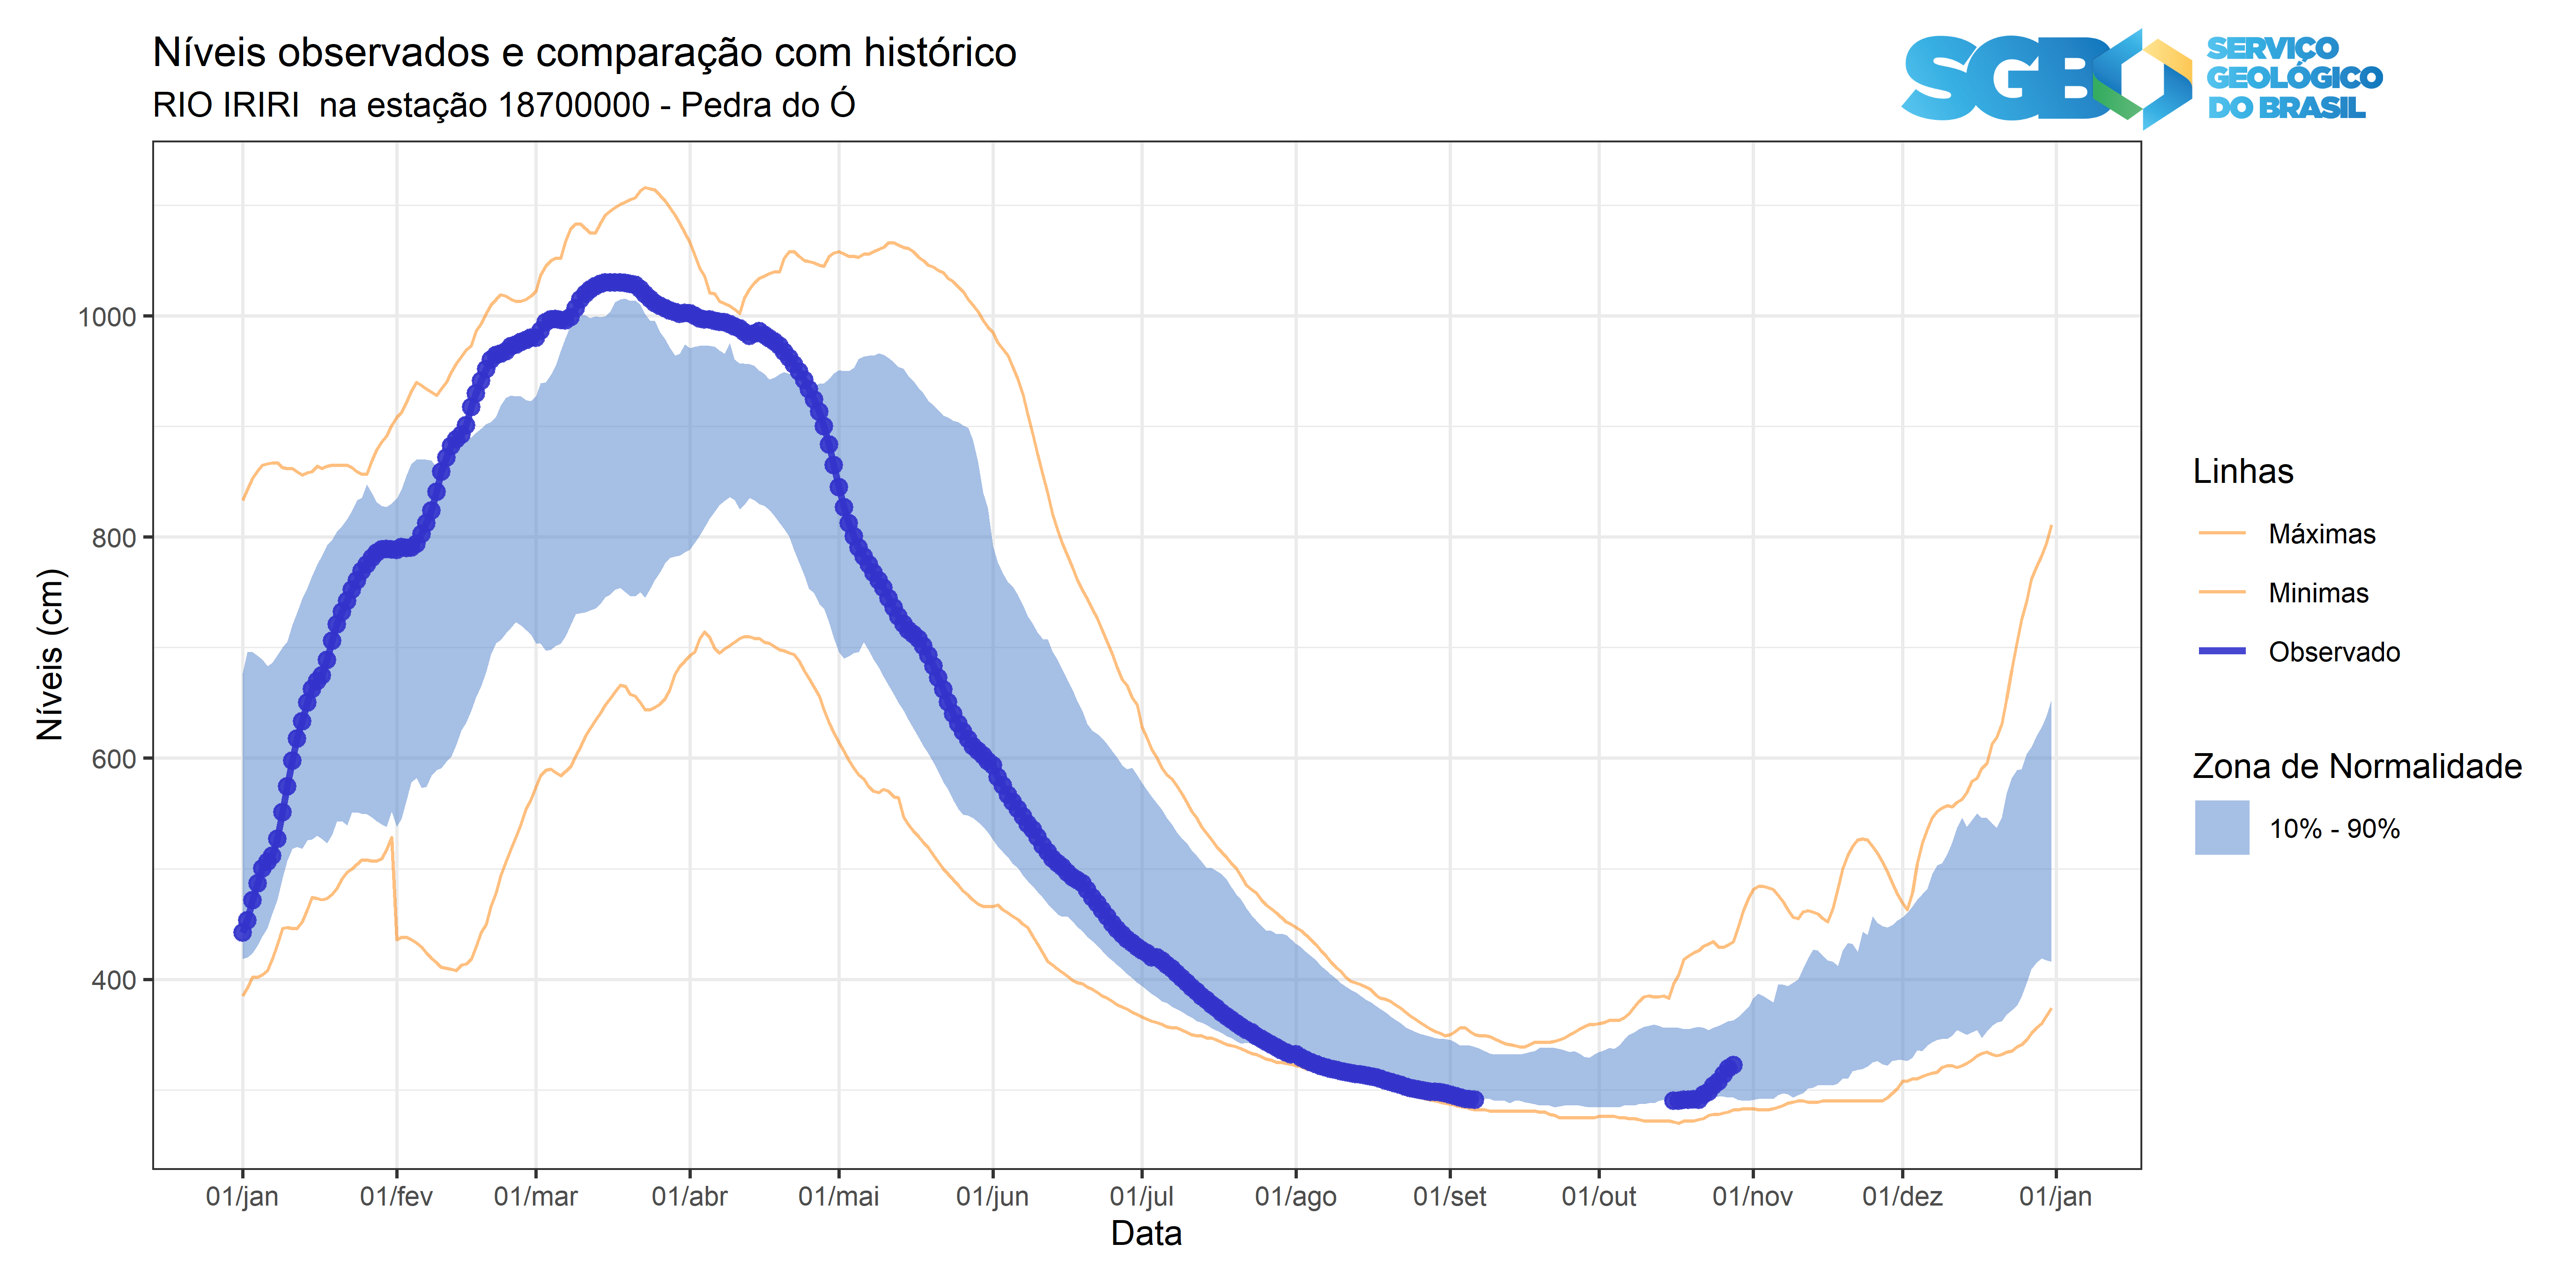 Níveis observados e comparação com histórico
RIO IRIRI  na estação 18700000 - Pedra do Ó
SGB
SERVIÇO
GEOLÓGICO
DO BRASIL
Níveis (cm)
1000
800
600
400
01/jan 01/fev 01/mar 01/abr 01/mai 01/jun 01/jul 01/ago 01/set 01/out 01/nov 01/dez 01/jan
Data
Linhas
Máximas
Minimas
Observado
Zona de Normalidade
10% - 90%